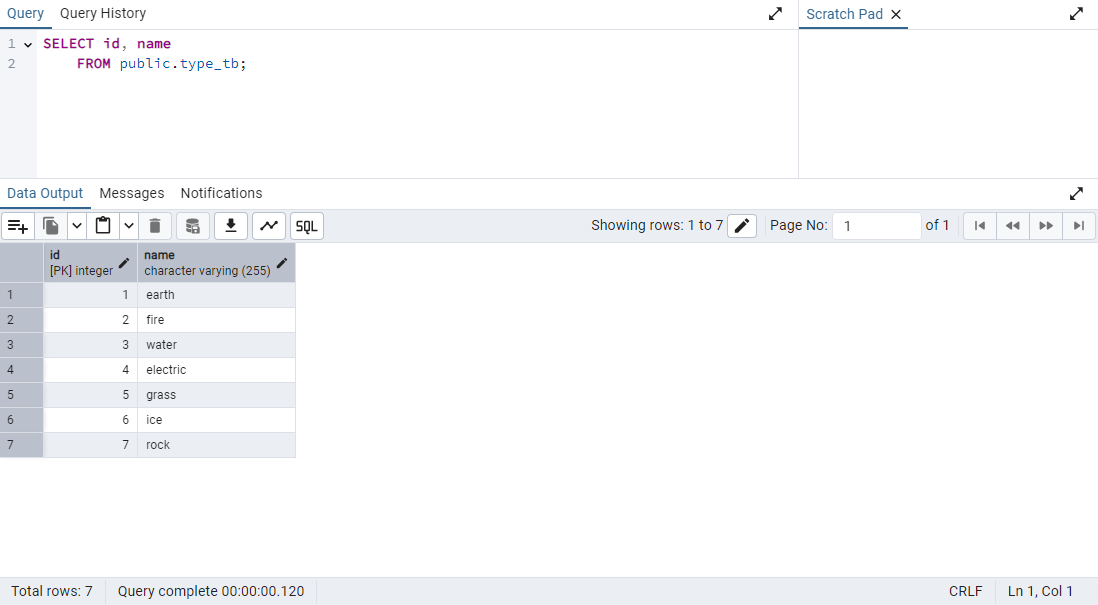 Query Query History
Scratch Pad
1 SELECT id, name
2 FROM public.type_tb;
Data Output Messages Notifications
SQL Showing rows: 1 to 7 Page No: 1 of 1
id name
[PK] integer character varying (255)
1 1 earth
2 2 fire
3 3 water
4 4 electric
5 5 grass
6 6 ice
7 7 rock
Total rows: 7 Query complete 00:00:00.120 CRLF Ln 1, Col 1